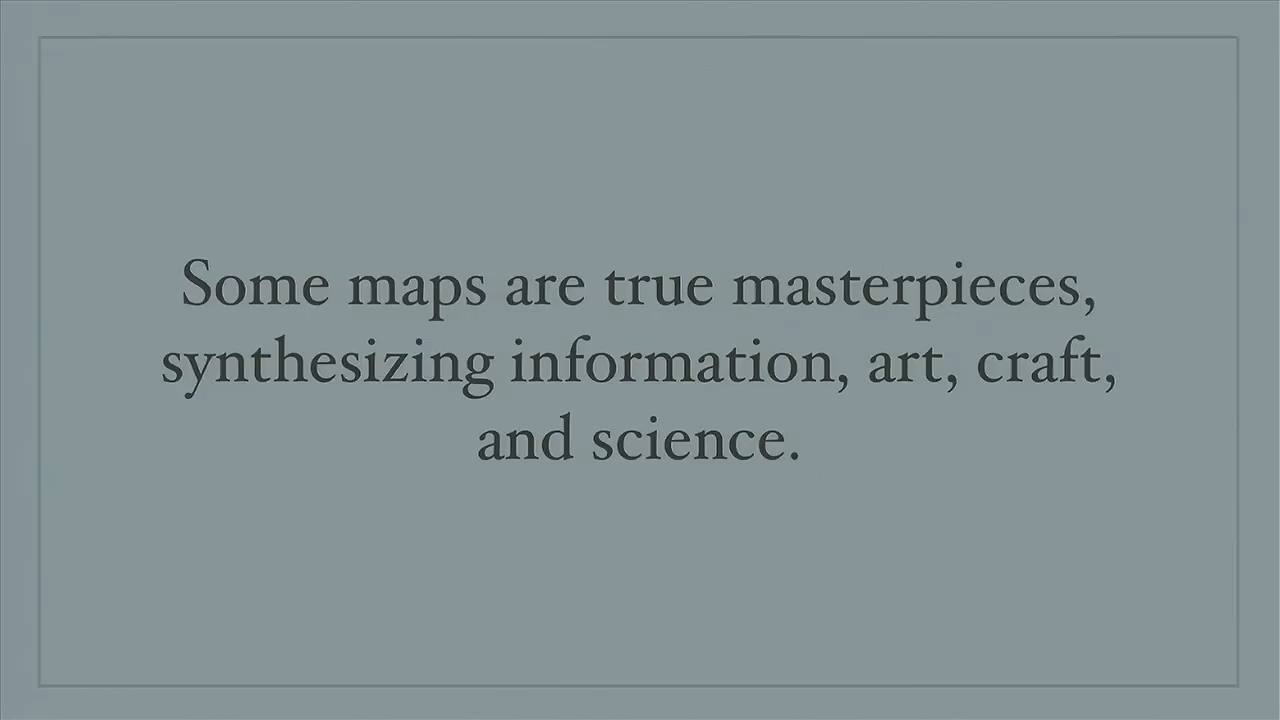 Some maps are true masterpieces,
synthesizing information, art, craft,
and science.